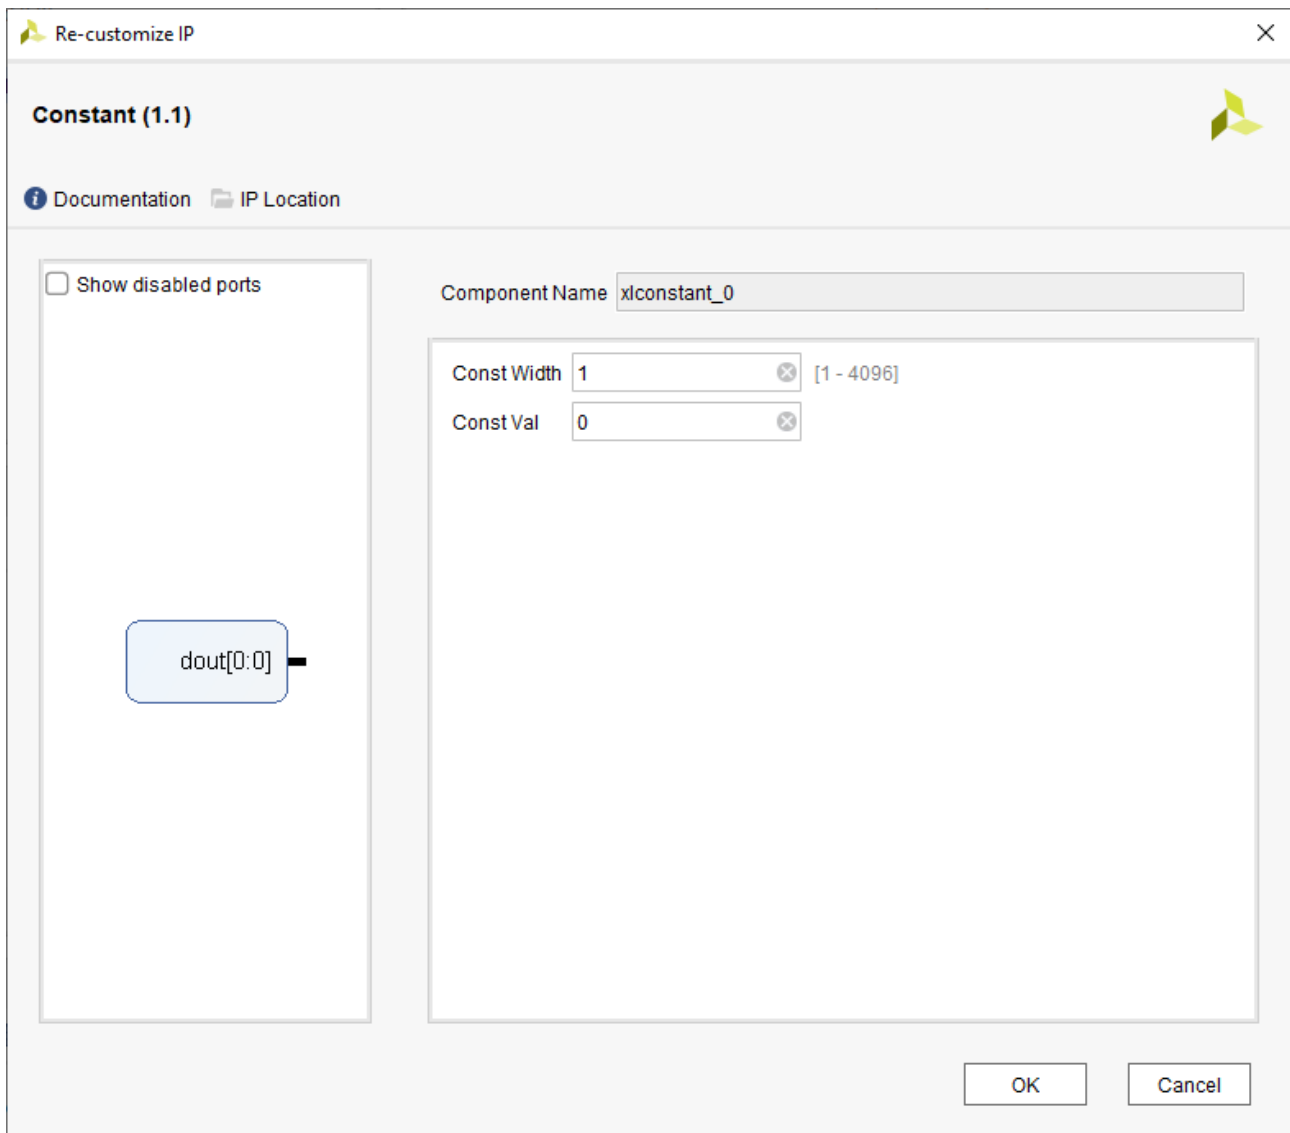 Re-customize IP
Constant (1.1)
Documentation IP Location
Show disabled ports
dout[0:0]
Component Name xlconstant_0
Const Width 1 [1 - 4096]
Const Val 0
OK Cancel